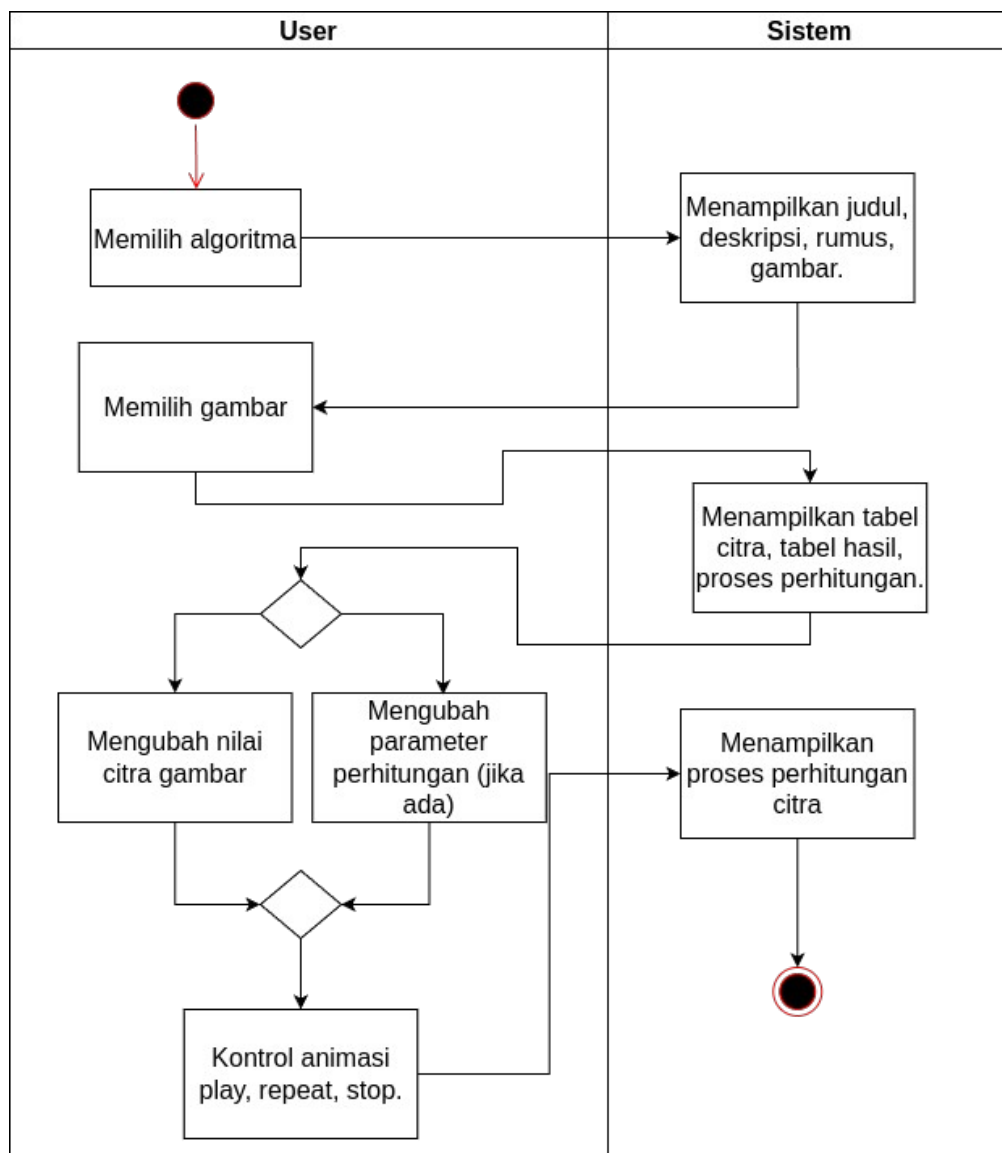 User
Sistem
Memilih algoritma
Menampilkan judul,
deskripsi, rumus,
gambar.
Memilih gambar
Menampilkan tabel
citra, tabel hasil,
proses perhitungan.
Mengubah nilai
citra gambar
Mengubah
parameter
perhitungan (jika
ada)
Menampilkan
proses perhitungan
citra
Kontrol animasi
play, repeat, stop.